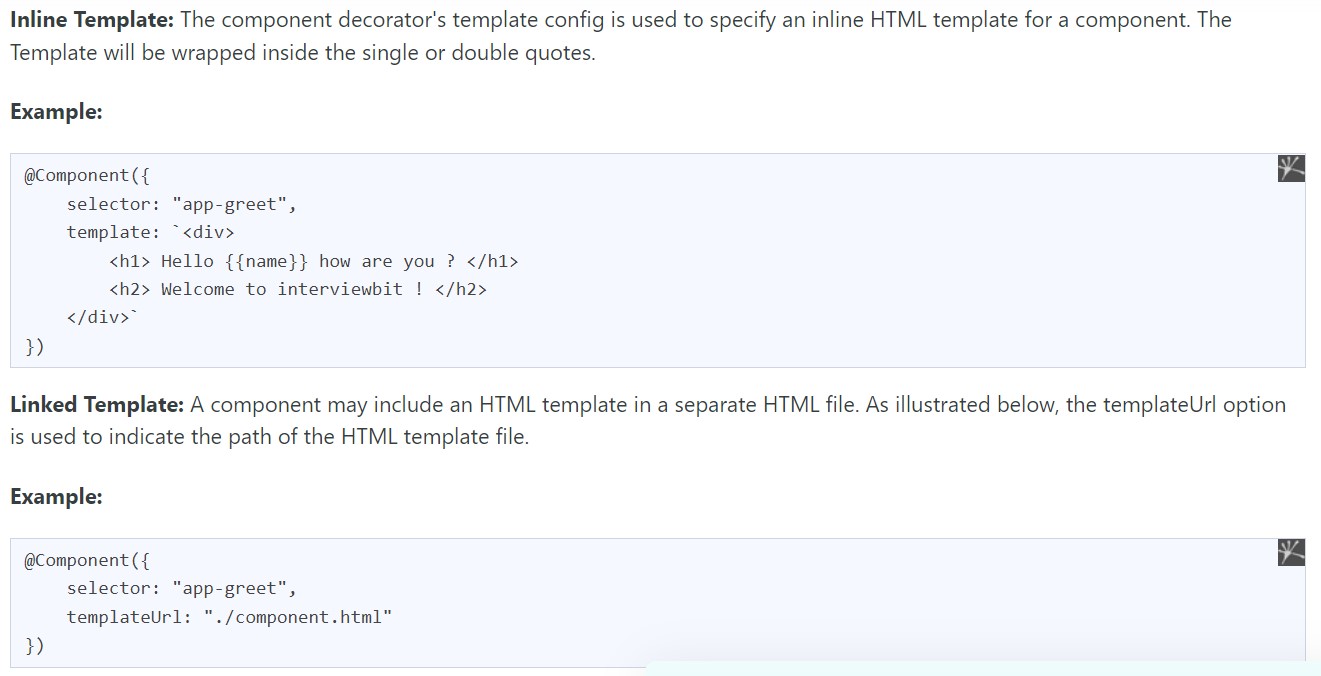 Inline Template: The component decorator's template config is used to specify an inline HTML template for a component. The
Template will be wrapped inside the single or double quotes.
Example:
@Component({
    selector: "app-greet",
    template: `<div>
        <h1> Hello {{name}} how are you ? </h1>
        <h2> Welcome to interviewbit ! </h2>
    </div>`
})
Linked Template: A component may include an HTML template in a separate HTML file. As illustrated below, the templateUrl option
is used to indicate the path of the HTML template file.
Example:
@Component({
    selector: "app-greet",
    templateUrl: "./component.html"
})